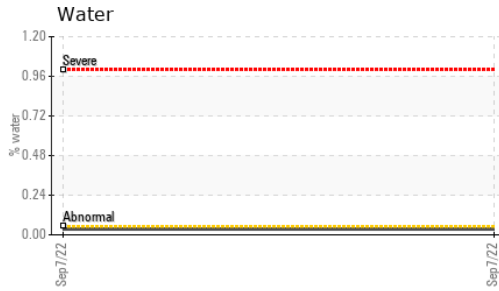 Water
1.20
0.96
0.72
0.48
0.24
0.00
% water
Severe
Abnormal
Sep7/22
Sep7/22